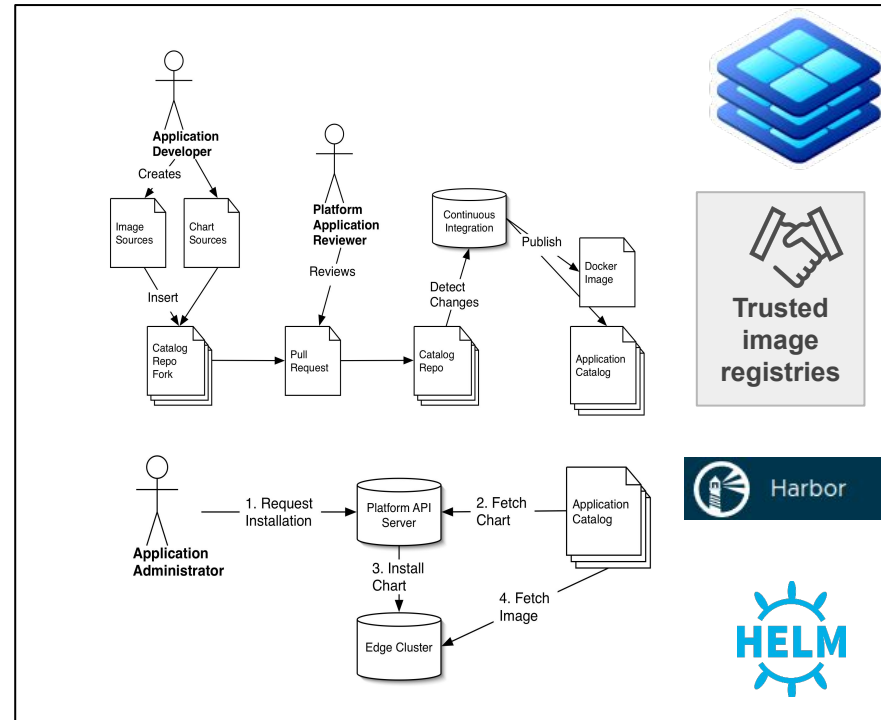 Application
Developer
Creates
Image
Sources
Chart
Sources
Insert
Platform
Application
Reviewer
Reviews
Continuous
Integration
Publish
Docker
Image
Detect
Changes
Catalog
Repo
Fork
Pull
Request
Catalog
Repo
Application
Catalog
Trusted
image
registries
Application
Administrator
1. Request
Installation
Platform API
Server
2. Fetch
Chart
Application
Catalog
3. Install
Chart
4. Fetch
Image
Edge Cluster
Harbor
HELM